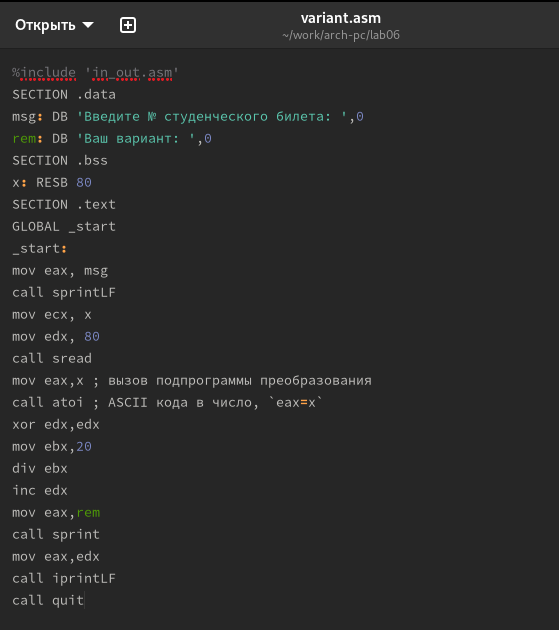 Открыть
variant.asm
~/work/arch-pc/lab06
%include 'in_out.asm'
SECTION .data
msg: DB 'Введите № студенческого билета: ',0
rem: DB 'Ваш вариант: ',0
SECTION .bss
x: RESB 80
SECTION .text
GLOBAL _start
_start:
mov eax, msg
call sprintLF
mov ecx, x
mov edx, 80
call sread
mov eax,x ; вызов подпрограммы преобразования
call atoi ; ASCII кода в число, `eax=x`
xor edx,edx
mov ebx,20
div ebx
inc edx
mov eax,rem
call sprint
mov eax,edx
call iprintLF
call quit